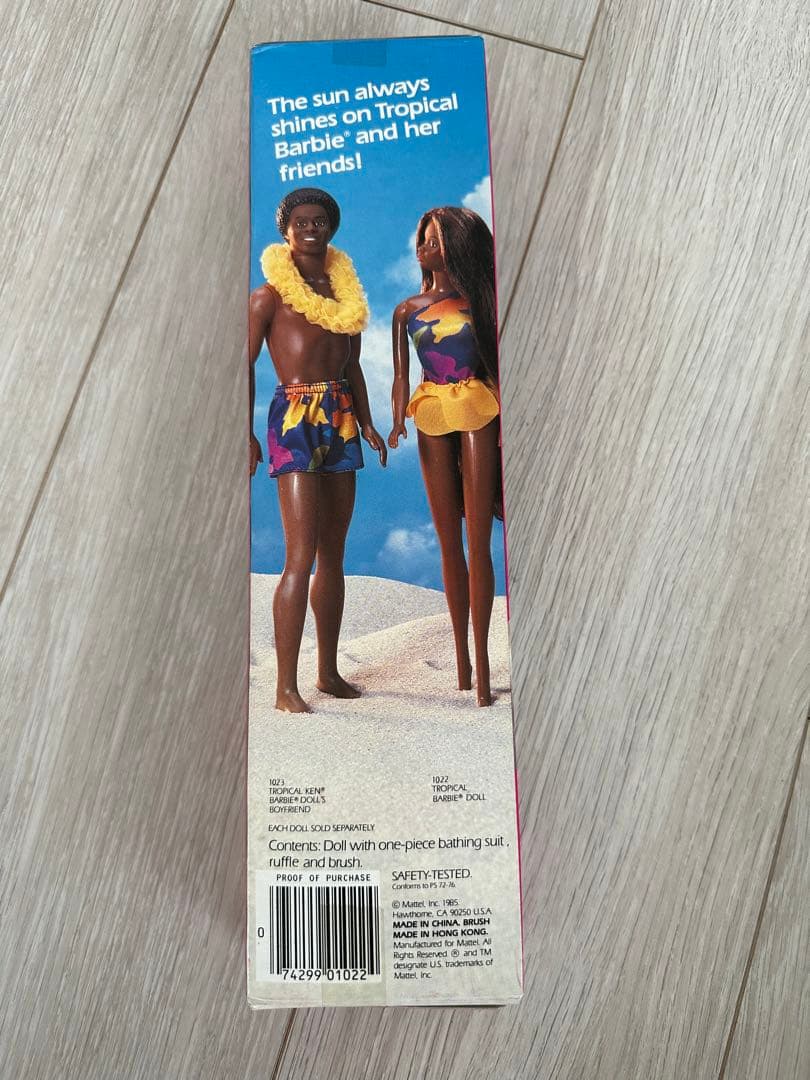 The sun always
shines on Tropical
Barbie® and her
friends!
1023
TROPICAL KEN®
BARBIE® DOLL'S
BOYFRIEND
1022
TROPICAL
BARBIE® DOLL
EACH DOLL SOLD SEPARATELY
Contents: Doll with one-piece bathing suit,
ruffle and brush.
PROOF OF PURCHASE
0
74299 01022
SAFETY-TESTED.
Conforms to PS 72-76.
© Mattel, Inc. 1985.
Hawthorne, CA 90250 U.S.A.
MADE IN CHINA. BRUSH
MADE IN HONG KONG.
Manufactured for Mattel. All
Rights Reserved. ® and TM
designate U.S. trademarks of
Mattel, Inc.